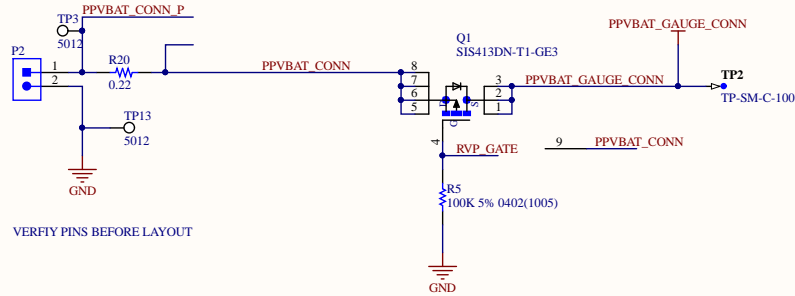 PPVBAT_CONN_P
TP3
5012
P2
1
2
R20
0.22
PPVBAT_CONN
TP13
5012
GND
VERFIY PINS BEFORE LAYOUT
Q1
SIS413DN-T1-GE3
8
7
6
5
D
S
G
3
2
1
4
PPVBAT_GAUGE_CONN
PPVBAT_GAUGE_CONN
TP2
TP-SM-C-100
RVP_GATE
9
PPVBAT_CONN
R5
100K 5% 0402(1005)
GND